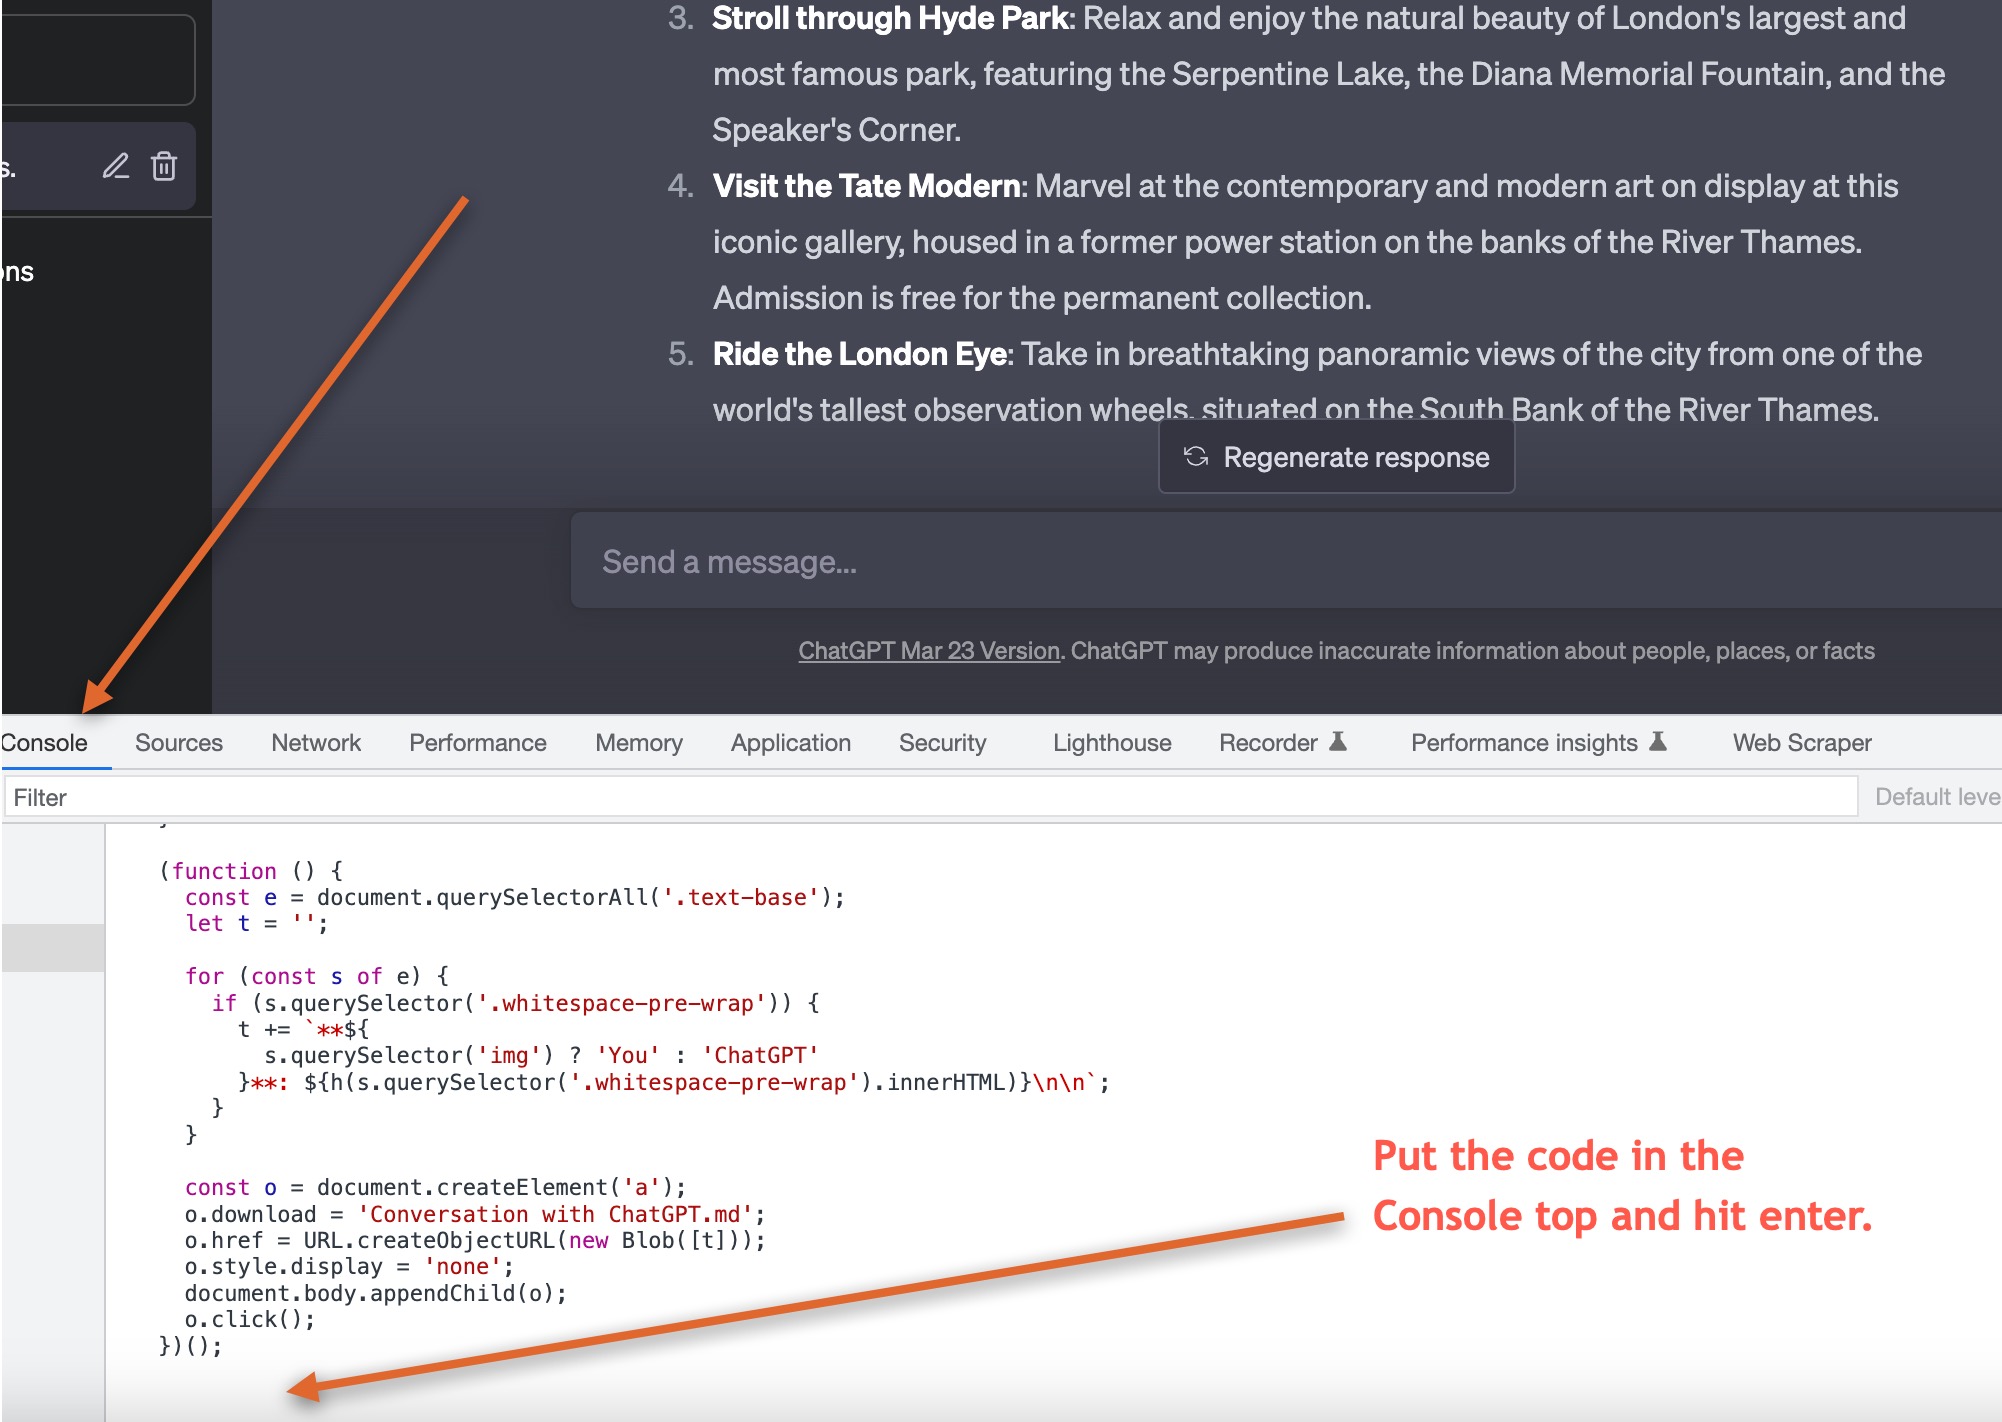 3. Stroll through Hyde Park: Relax and enjoy the natural beauty of London's largest and
most famous park, featuring the Serpentine Lake, the Diana Memorial Fountain, and the
Speaker's Corner.
s.
4. Visit the Tate Modern: Marvel at the contemporary and modern art on display at this
iconic gallery, housed in a former power station on the banks of the River Thames.
ons
Admission is free for the permanent collection.
5. Ride the London Eye: Take in breathtaking panoramic views of the city from one of the
world's tallest observation wheels, situated on the South Bank of the River Thames.
Regenerate response
Send a message...
ChatGPT Mar 23 Version. ChatGPT may produce inaccurate information about people, places, or facts
Console Sources Network Performance Memory Application Security Lighthouse Recorder Performance insights Web Scraper
Filter Default leve
(function () {
  const e = document.querySelectorAll('.text-base');
  let t = '';
  for (const s of e) {
    if (s.querySelector('.whitespace-pre-wrap')) {
      t += `**${
        s.querySelector('img') ? 'You' : 'ChatGPT'
      }**: ${h(s.querySelector('.whitespace-pre-wrap').innerHTML)}\n\n`;
    }
  }
  const o = document.createElement('a');
  o.download = 'Conversation with ChatGPT.md';
  o.href = URL.createObjectURL(new Blob([t]));
  o.style.display = 'none';
  document.body.appendChild(o);
  o.click();
})();
Put the code in the
Console top and hit enter.